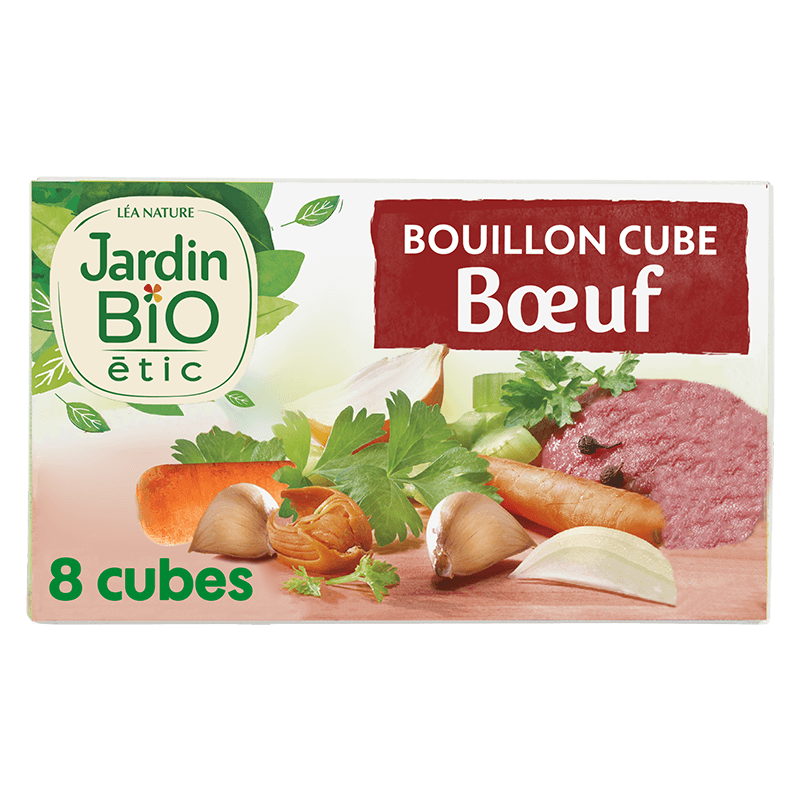 LÉA NATURE
Jardin
BiO
ētic
BOUILLON CUBE
Bœuf
8 cubes